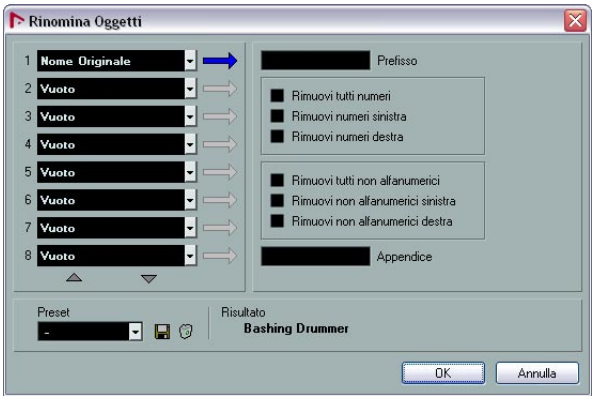 Rinomina Oggetti
1 Nome Originale
2 Vuoto
3 Vuoto
4 Vuoto
5 Vuoto
6 Vuoto
7 Vuoto
8 Vuoto
Prefisso
Rimuovi tutti numeri
Rimuovi numeri sinistra
Rimuovi numeri destra
Rimuovi tutti non alfanumerici
Rimuovi non alfanumerici sinistra
Rimuovi non alfanumerici destra
Appendice
Preset
-
Risultato
Bashing Drummer
OK
Annulla